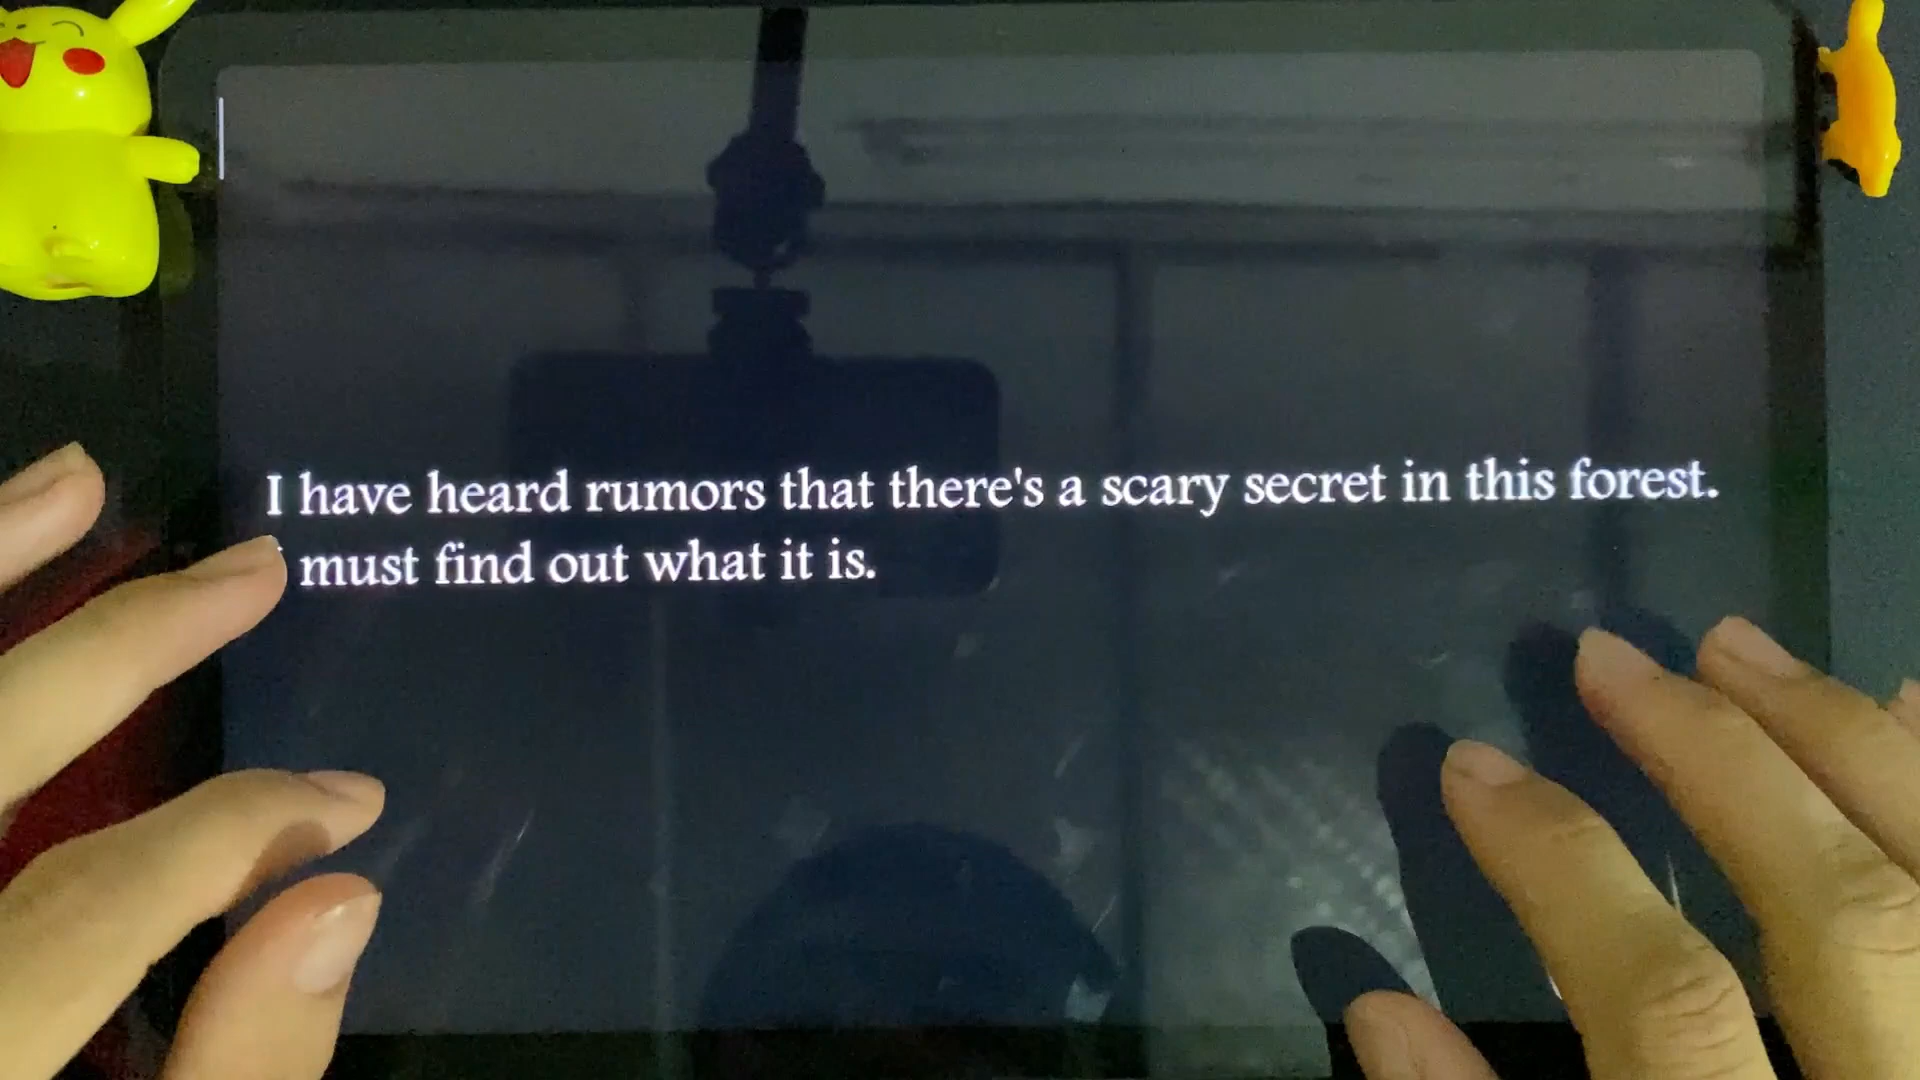 I have heard rumors that there's a scary secret in this forest.
must find out what it is.